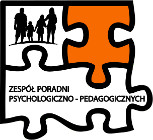 ZESPÓŁ PORADNI
PSYCHOLOGICZNO - PEDAGOGICZNYCH